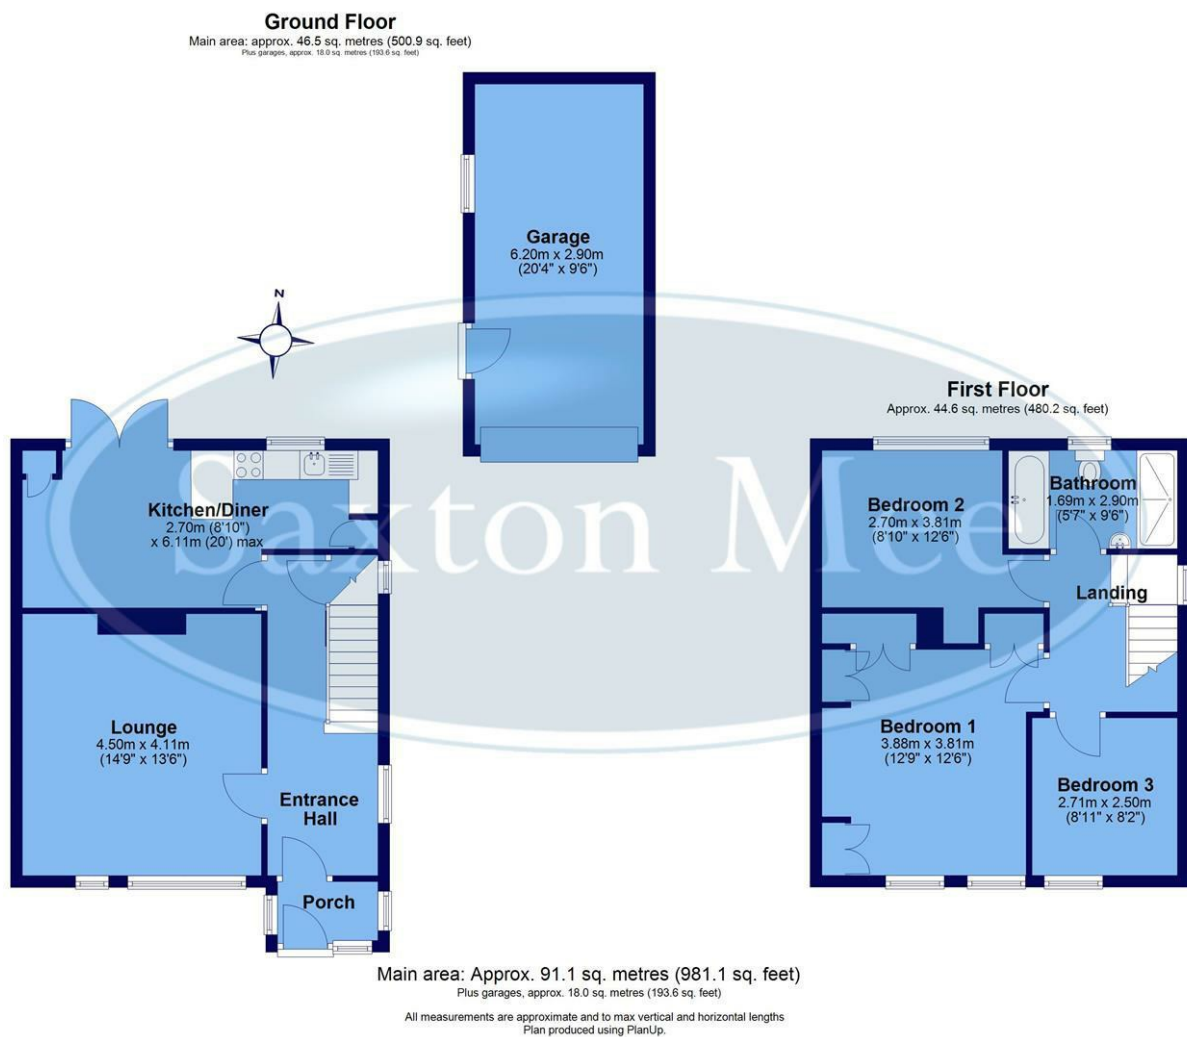 Ground Floor
Main area: approx. 46.5 sq. metres (500.9 sq. feet)
Plus garages, approx. 18.0 sq. metres (193.6 sq. feet)
Garage
6.20m x 2.90m
(20'4" x 9'6")
N
First Floor
Approx. 44.6 sq. metres (480.2 sq. feet)
Kitchen/Diner
2.70m (8'10")
x 6.11m (20') max
Bedroom 2
2.70m x 3.81m
(8'10" x 12'6")
Bathroom
1.69m x 2.90m
(5'7" x 9'6")
Saxton Mee
Landing
Lounge
4.50m x 4.11m
(14'9" x 13'6")
Bedroom 1
3.88m x 3.81m
(12'9" x 12'6")
Entrance
Hall
Bedroom 3
2.71m x 2.50m
(8'11" x 8'2")
Porch
Main area: Approx. 91.1 sq. metres (981.1 sq. feet)
Plus garages, approx. 18.0 sq. metres (193.6 sq. feet)
All measurements are approximate and to max vertical and horizontal lengths
Plan produced using PlanUp.